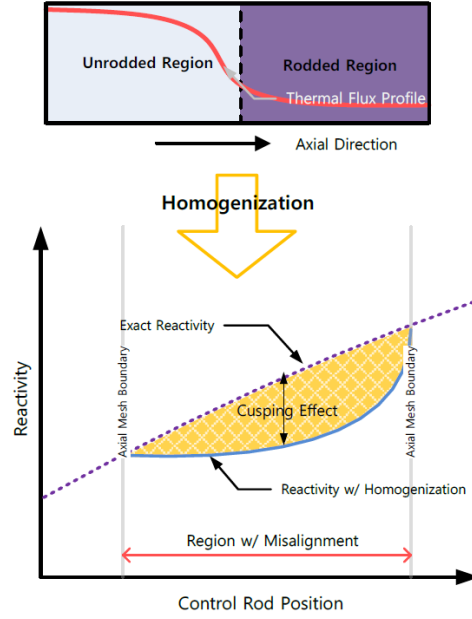 Unrodded Region
Rodded Region
Thermal Flux Profile
Axial Direction
Homogenization
Exact Reactivity
Axial Mesh Boundary
Axial Mesh Boundary
Cusping Effect
Reactivity
Reactivity w/ Homogenization
Region w/ Misalignment
Control Rod Position